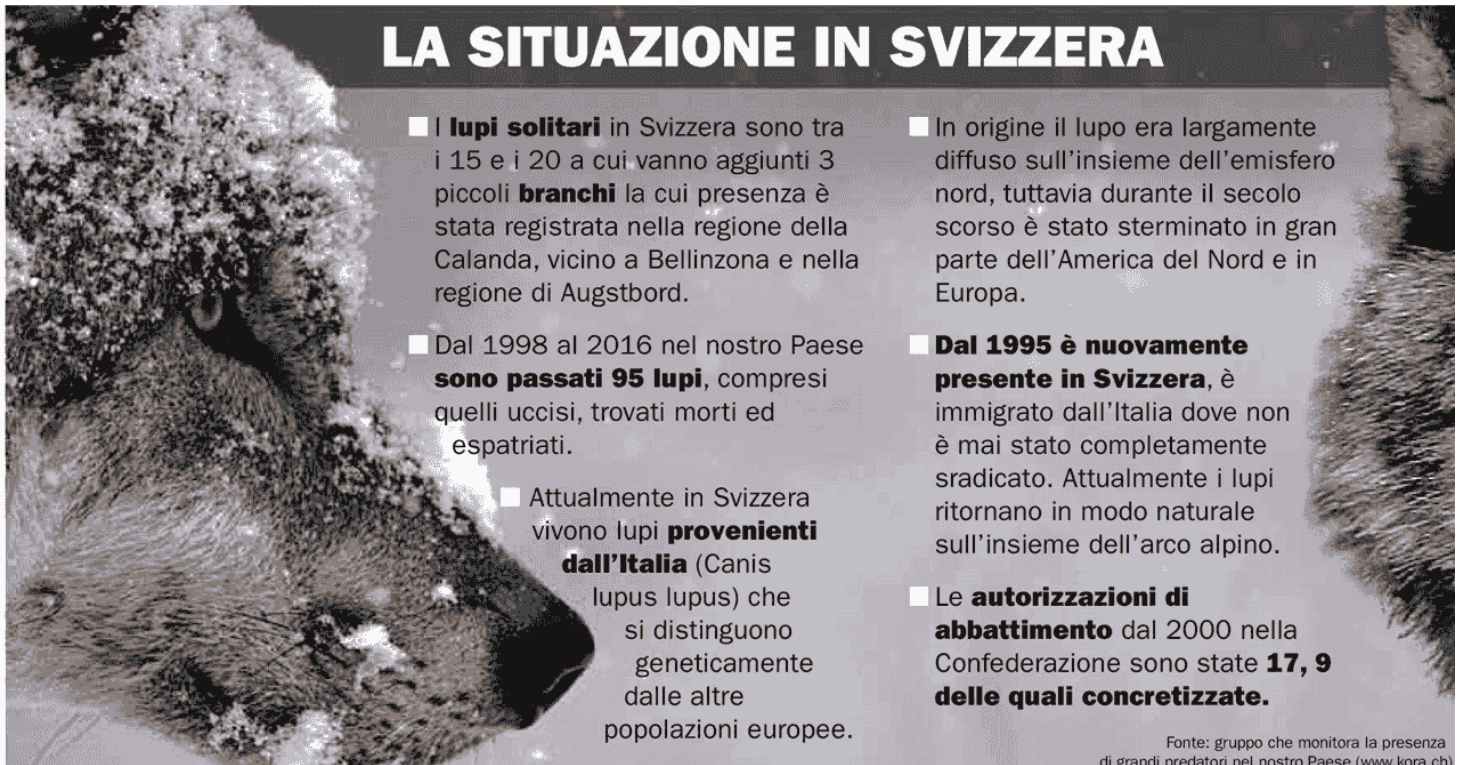 LA SITUAZIONE IN SVIZZERA
I lupi solitari in Svizzera sono tra
i 15 e i 20 a cui vanno aggiunti 3
piccoli branchi la cui presenza è
stata registrata nella regione della
Calanda, vicino a Bellinzona e nella
regione di Augstbord.
Dal 1998 al 2016 nel nostro Paese
sono passati 95 lupi, compresi
quelli uccisi, trovati morti ed
espatriati.
Attualmente in Svizzera
vivono lupi provenienti
dall'Italia (Canis
lupus lupus) che
si distinguono
geneticamente
dalle altre
popolazioni europee.
In origine il lupo era largamente
diffuso sull'insieme dell'emisfero
nord, tuttavia durante il secolo
scorso è stato sterminato in gran
parte dell'America del Nord e in
Europa.
Dal 1995 è nuovamente
presente in Svizzera, è
immigrato dall'Italia dove non
è mai stato completamente
sradicato. Attualmente i lupi
ritornano in modo naturale
sull'insieme dell'arco alpino.
Le autorizzazioni di
abbattimento dal 2000 nella
Confederazione sono state 17, 9
delle quali concretizzate.
Fonte: gruppo che monitora la presenza
di grandi predatori nel nostro Paese (www.kora.ch)